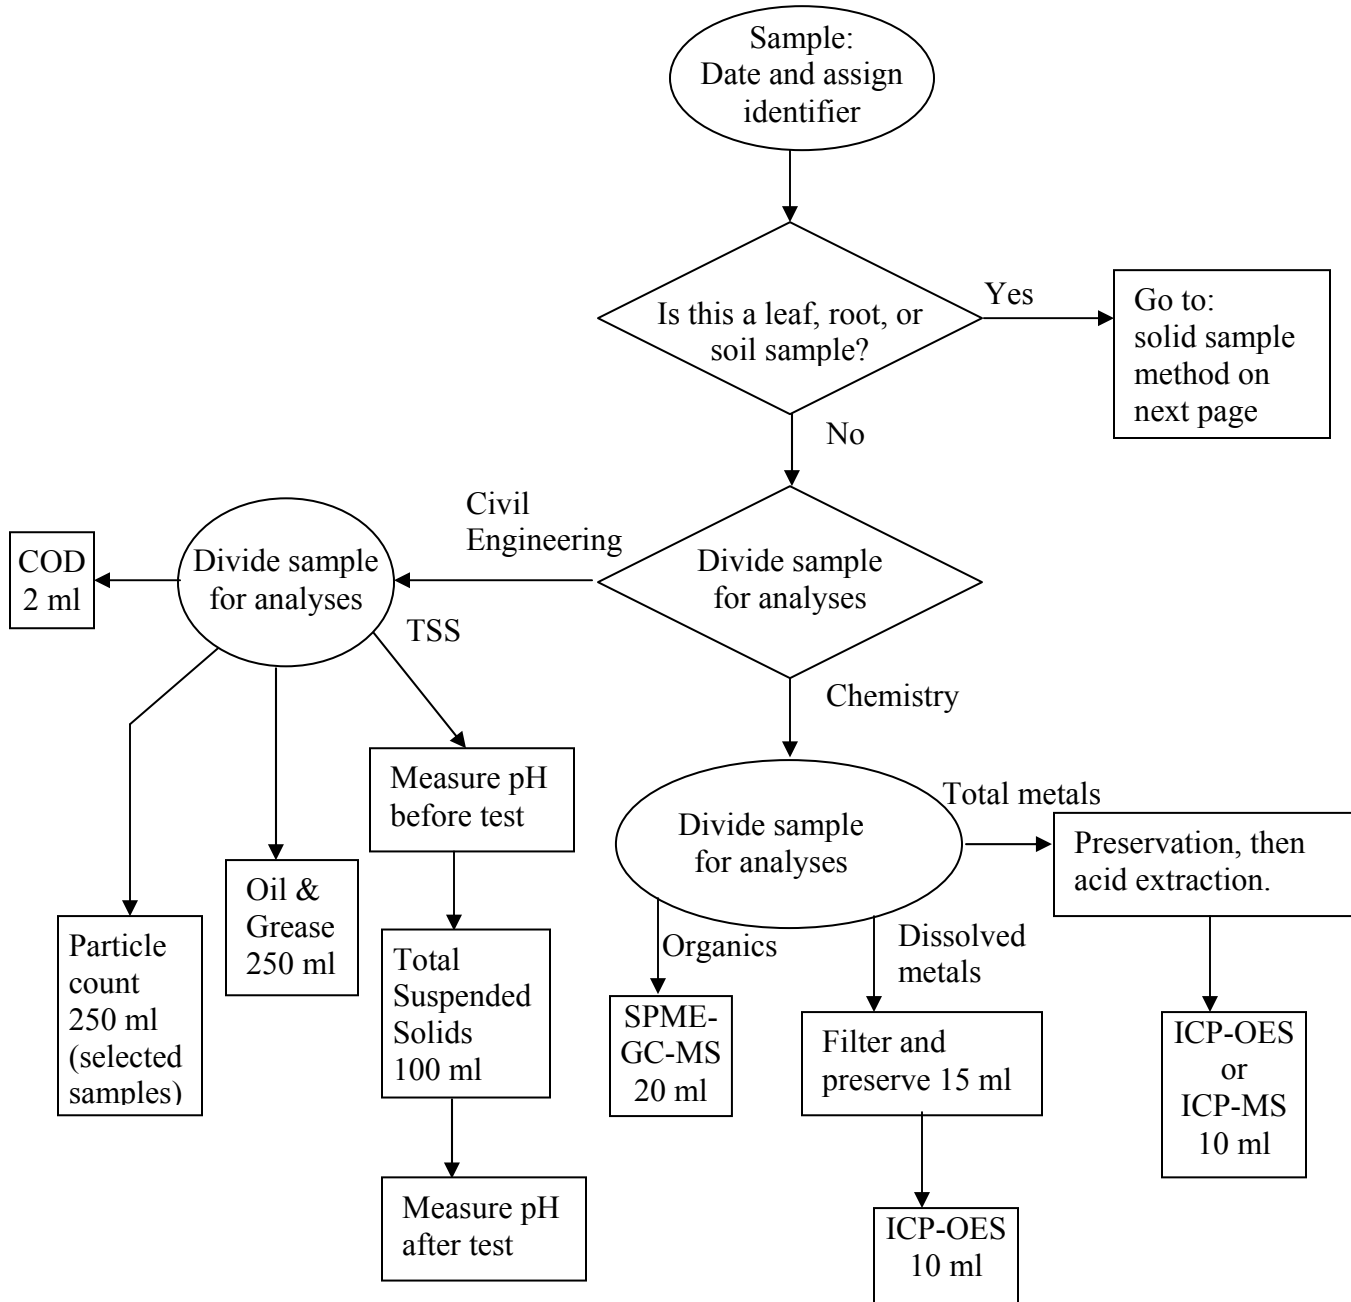 Sample:
Date and assign
identifier
Is this a leaf, root, or
soil sample?
Yes
Go to:
solid sample
method on
next page
No
Civil
Engineering
Divide sample
for analyses
COD
2 ml
Divide sample
for analyses
TSS
Chemistry
Measure pH
before test
Oil &
Grease
250 ml
Particle
count
250 ml
(selected
samples)
Total
Suspended
Solids
100 ml
Measure pH
after test
Divide sample
for analyses
Total metals
Preservation, then
acid extraction.
Organics
Dissolved
metals
SPME-
GC-MS
20 ml
Filter and
preserve 15 ml
ICP-OES
or
ICP-MS
10 ml
ICP-OES
10 ml